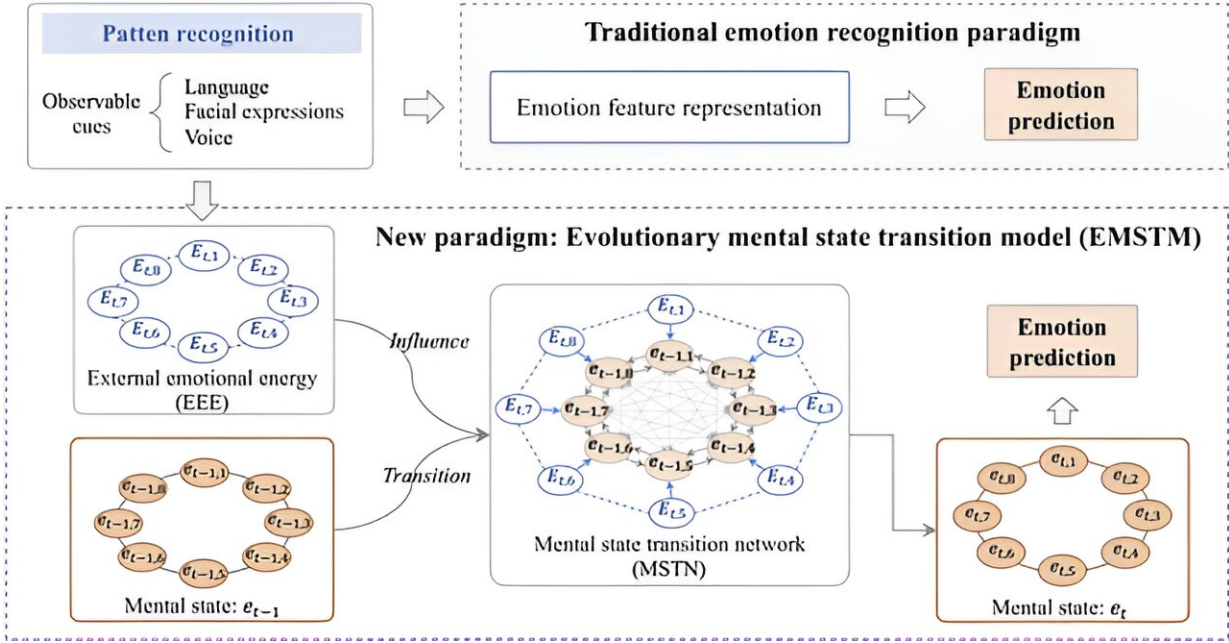 Patten recognition
Observable cues
Language
Facial expressions
Voice
Traditional emotion recognition paradigm
Emotion feature representation
Emotion
prediction
New paradigm: Evolutionary mental state transition model (EMSTM)
E_{t,1}
E_{t,2}
E_{t,3}
E_{t,4}
E_{t,5}
E_{t,6}
E_{t,7}
E_{t,8}
External emotional energy
(EEE)
Influence
Transition
e_{t-1,1}
e_{t-1,2}
e_{t-1,3}
e_{t-1,4}
e_{t-1,5}
e_{t-1,6}
e_{t-1,7}
e_{t-1,8}
Mental state: e_{t-1}
E_{t,1}
E_{t,2}
E_{t,3}
E_{t,4}
E_{t,5}
E_{t,6}
E_{t,7}
E_{t,8}
e_{t-1,1}
e_{t-1,2}
e_{t-1,3}
e_{t-1,4}
e_{t-1,5}
e_{t-1,6}
e_{t-1,7}
e_{t-1,8}
Mental state transition network
(MSTN)
Emotion
prediction
e_{t,1}
e_{t,2}
e_{t,3}
e_{t,4}
e_{t,5}
e_{t,6}
e_{t,7}
e_{t,8}
Mental state: e_t